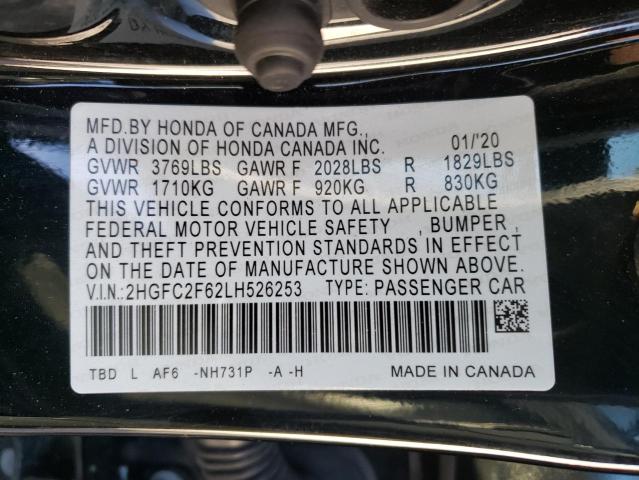 MFD.BY HONDA OF CANADA MFG.,
A DIVISION OF HONDA CANADA INC. 01/'20
GVWR 3769LBS GAWR F 2028LBS R 1829LBS
GVWR 1710KG GAWR F 920KG R 830KG
THIS VEHICLE CONFORMS TO ALL APPLICABLE
FEDERAL MOTOR VEHICLE SAFETY , BUMPER ,
AND THEFT PREVENTION STANDARDS IN EFFECT
ON THE DATE OF MANUFACTURE SHOWN ABOVE.
V.I.N.:2HGFC2F62LH526253 TYPE: PASSENGER CAR
TBD L AF6 -NH731P -A -H MADE IN CANADA